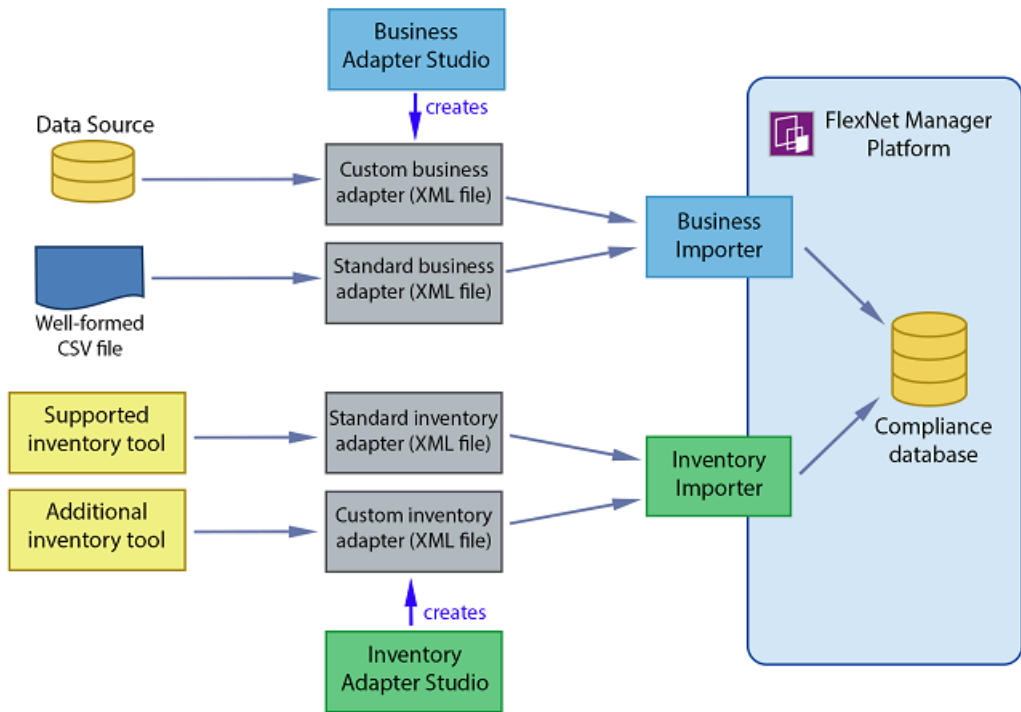 Business
Adapter Studio
creates
Data Source
Custom business
adapter (XML file)
FlexNet Manager
Platform
Business
Importer
Standard business
adapter (XML file)
Well-formed
CSV file
Supported
inventory tool
Standard inventory
adapter (XML file)
Compliance
database
Inventory
Importer
Additional
inventory tool
Custom inventory
adapter (XML file)
creates
Inventory
Adapter Studio